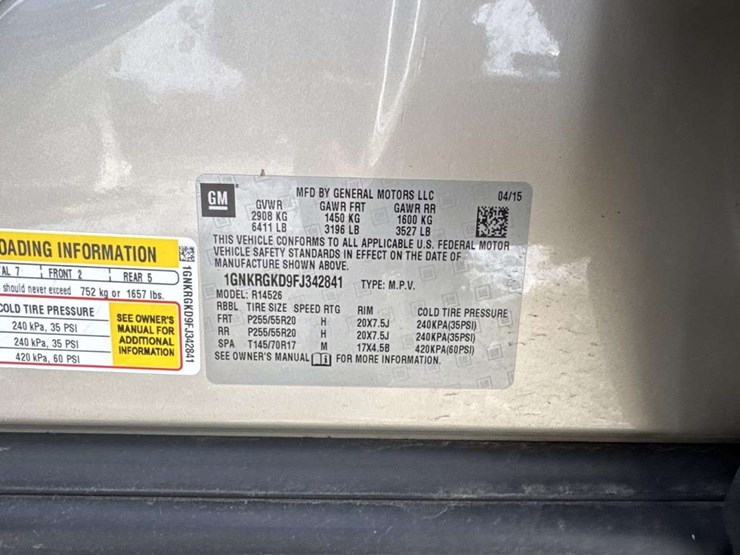 OADING INFORMATION
AL 7 FRONT 2 REAR 5
should never exceed 752 kg or 1657 lbs.
COLD TIRE PRESSURE
240 kPa, 35 PSI
240 kPa, 35 PSI
420 kPa, 60 PSI
SEE OWNER'S
MANUAL FOR
ADDITIONAL
INFORMATION
1GNKRGKD9FJ342841
GM
MFD BY GENERAL MOTORS LLC 04/15
GVWR GAWR FRT GAWR RR
2908 KG 1450 KG 1600 KG
6411 LB 3196 LB 3527 LB
THIS VEHICLE CONFORMS TO ALL APPLICABLE U.S. FEDERAL MOTOR
VEHICLE SAFETY STANDARDS IN EFFECT ON THE DATE OF
MANUFACTURE SHOWN ABOVE.
1GNKRGKD9FJ342841 TYPE: M.P.V.
MODEL: R14526
RBBL TIRE SIZE SPEED RTG RIM COLD TIRE PRESSURE
FRT P255/55R20 H 20X7.5J 240KPA(35PSI)
RR P255/55R20 H 20X7.5J 240KPA(35PSI)
SPA T145/70R17 M 17X4.5B 420KPA(60PSI)
SEE OWNER'S MANUAL i FOR MORE INFORMATION.